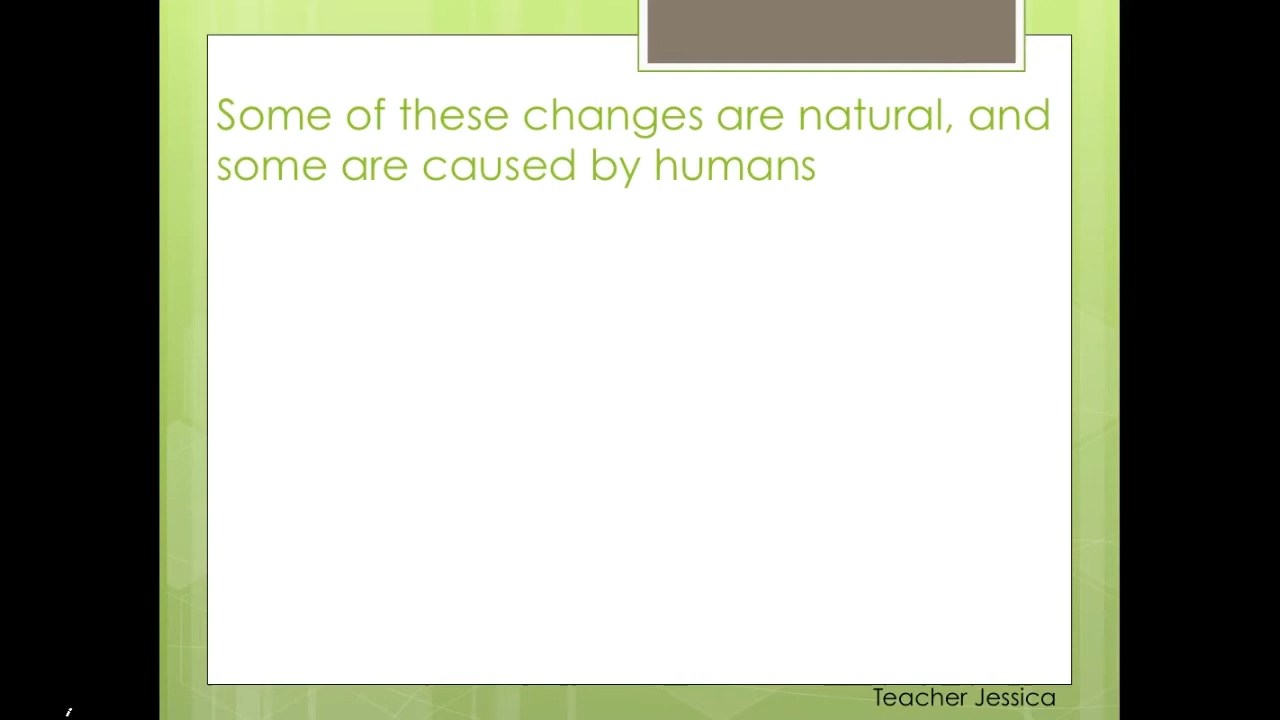 Some of these changes are natural, and
some are caused by humans
Teacher Jessica